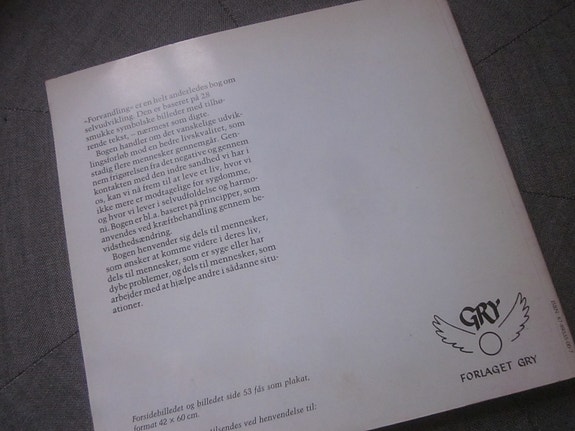 »Forvandling« er en helt anderledes bog om
selvudvikling. Den er baseret på 28
smukke symbolske billeder med tilhø-
rende tekst, – nærmest som digte.
Bogen handler om det vanskelige udvik-
lingsforløb mod en bedre livskvalitet, som
stadig flere mennesker gennemgår. Gen-
nem frigørelsen fra det negative og gennem
kontakten med den indre sandhed vi har i
os, kan vi nå frem til at leve et liv, hvor vi
ikke mere er modtagelige for sygdomme,
og hvor vi lever i selvudfoldelse og harmo-
ni. Bogen er bl.a. baseret på principper, som
anvendes ved kræftbehandling gennem be-
vidsthedsændring.
Bogen henvender sig dels til mennesker,
som ønsker at komme videre i deres liv,
dels til mennesker, som er syge eller har
dybe problemer, og dels til mennesker, som
arbejder med at hjælpe andre i sådanne situ-
ationer.
GRY
FORLAGET GRY
Forsidebilledet og billedet side 53 fås som plakat,
format 42 × 60 cm.
tilsendes ved henvendelse til:
ISBN